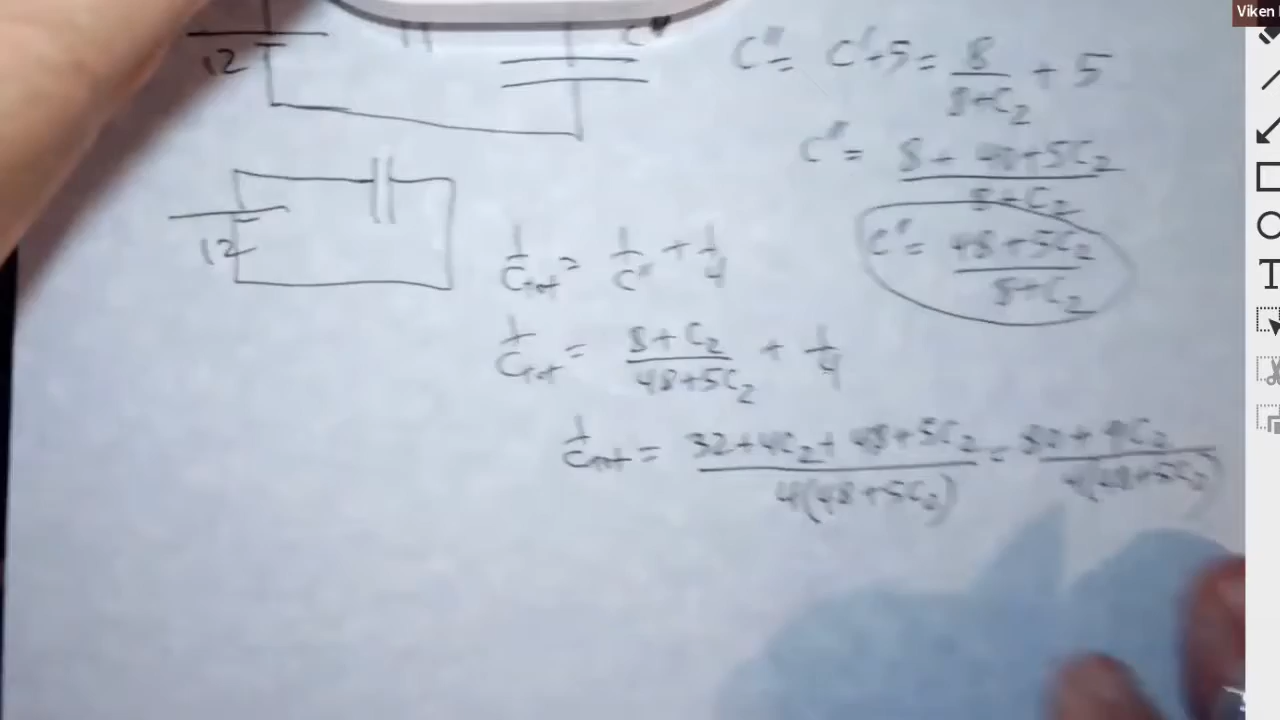 Viken
12
C"
C" = C' + 5 = 8/(8+C₂) + 5
C" = (8 + 40 + 5C₂)/(8+C₂)
C" = (48+5C₂)/(8+C₂)
12
1/Ctot = 1/C" + 1/4
1/Ctot = (8+C₂)/(48+5C₂) + 1/4
1/Ctot = (32+4C₂+48+5C₂)/(4(48+5C₂)) = (80+9C₂)/(4(48+5C₂))
T